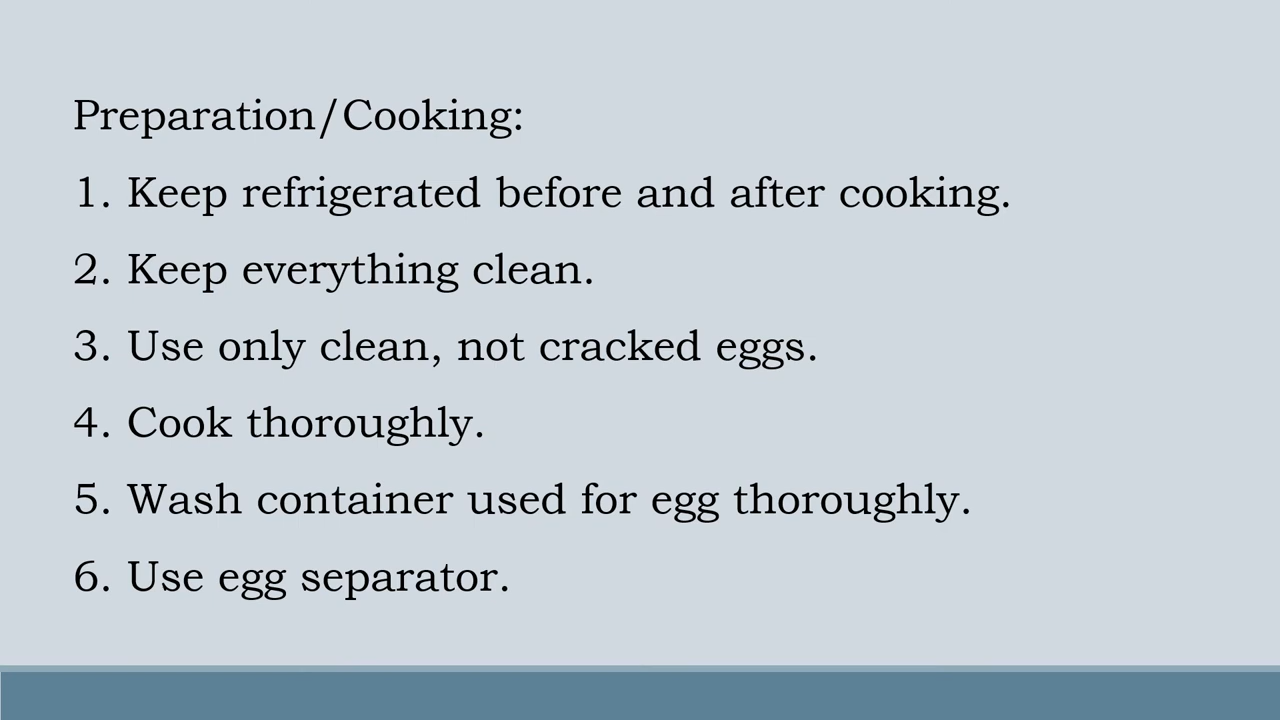 Preparation/Cooking:
1. Keep refrigerated before and after cooking.
2. Keep everything clean.
3. Use only clean, not cracked eggs.
4. Cook thoroughly.
5. Wash container used for egg thoroughly.
6. Use egg separator.